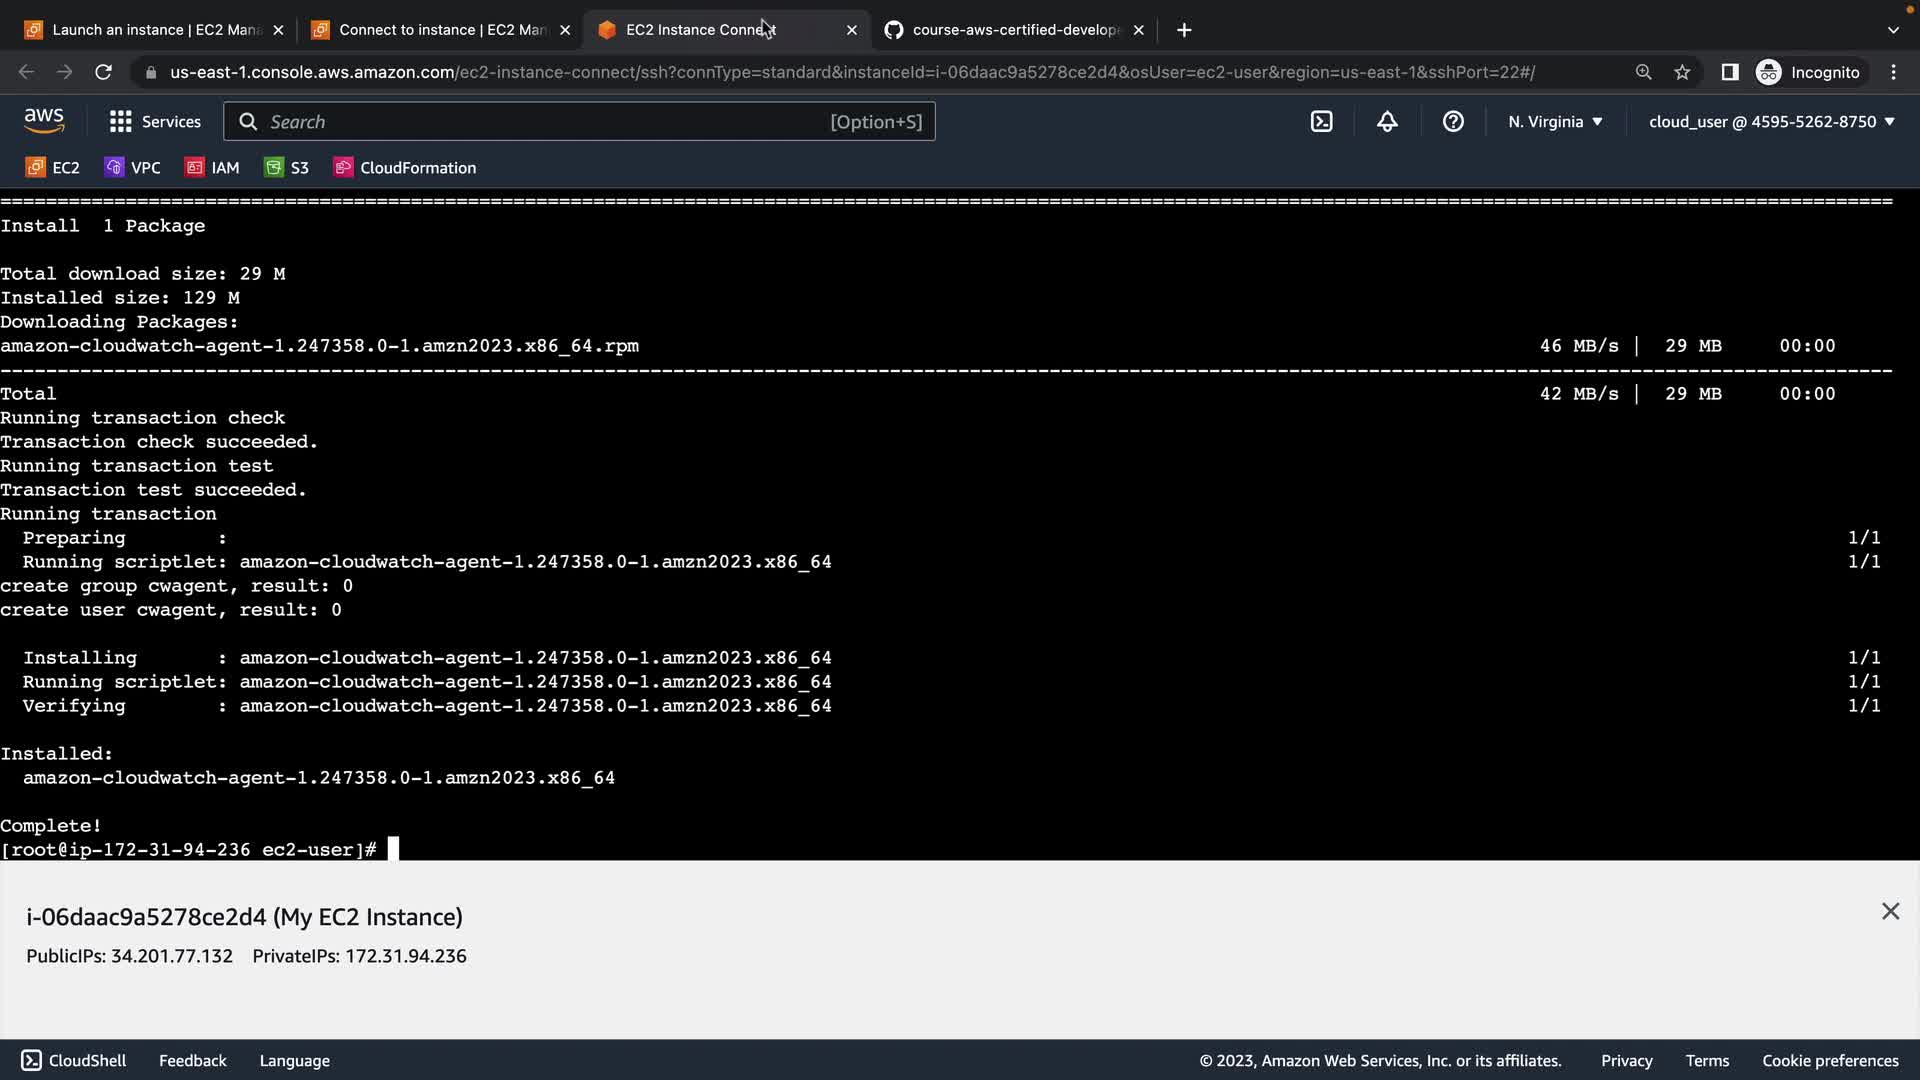 Launch an instance | EC2 Mana
Connect to instance | EC2 Man
EC2 Instance Connect
course-aws-certified-develope
us-east-1.console.aws.amazon.com/ec2-instance-connect/ssh?connType=standard&instanceId=i-06daac9a5278ce2d4&osUser=ec2-user&region=us-east-1&sshPort=22#/
Incognito
aws
Services
Search
[Option+S]
N. Virginia
cloud_user @ 4595-5262-8750
EC2
VPC
IAM
S3
CloudFormation
Install  1 Package
Total download size: 29 M
Installed size: 129 M
Downloading Packages:
amazon-cloudwatch-agent-1.247358.0-1.amzn2023.x86_64.rpm 46 MB/s | 29 MB 00:00
Total 42 MB/s | 29 MB 00:00
Running transaction check
Transaction check succeeded.
Running transaction test
Transaction test succeeded.
Running transaction
Preparing : 1/1
Running scriptlet: amazon-cloudwatch-agent-1.247358.0-1.amzn2023.x86_64 1/1
create group cwagent, result: 0
create user cwagent, result: 0
Installing : amazon-cloudwatch-agent-1.247358.0-1.amzn2023.x86_64 1/1
Running scriptlet: amazon-cloudwatch-agent-1.247358.0-1.amzn2023.x86_64 1/1
Verifying : amazon-cloudwatch-agent-1.247358.0-1.amzn2023.x86_64 1/1
Installed:
amazon-cloudwatch-agent-1.247358.0-1.amzn2023.x86_64
Complete!
[root@ip-172-31-94-236 ec2-user]#
i-06daac9a5278ce2d4 (My EC2 Instance)
PublicIPs: 34.201.77.132 PrivateIPs: 172.31.94.236
CloudShell
Feedback
Language
© 2023, Amazon Web Services, Inc. or its affiliates.
Privacy
Terms
Cookie preferences